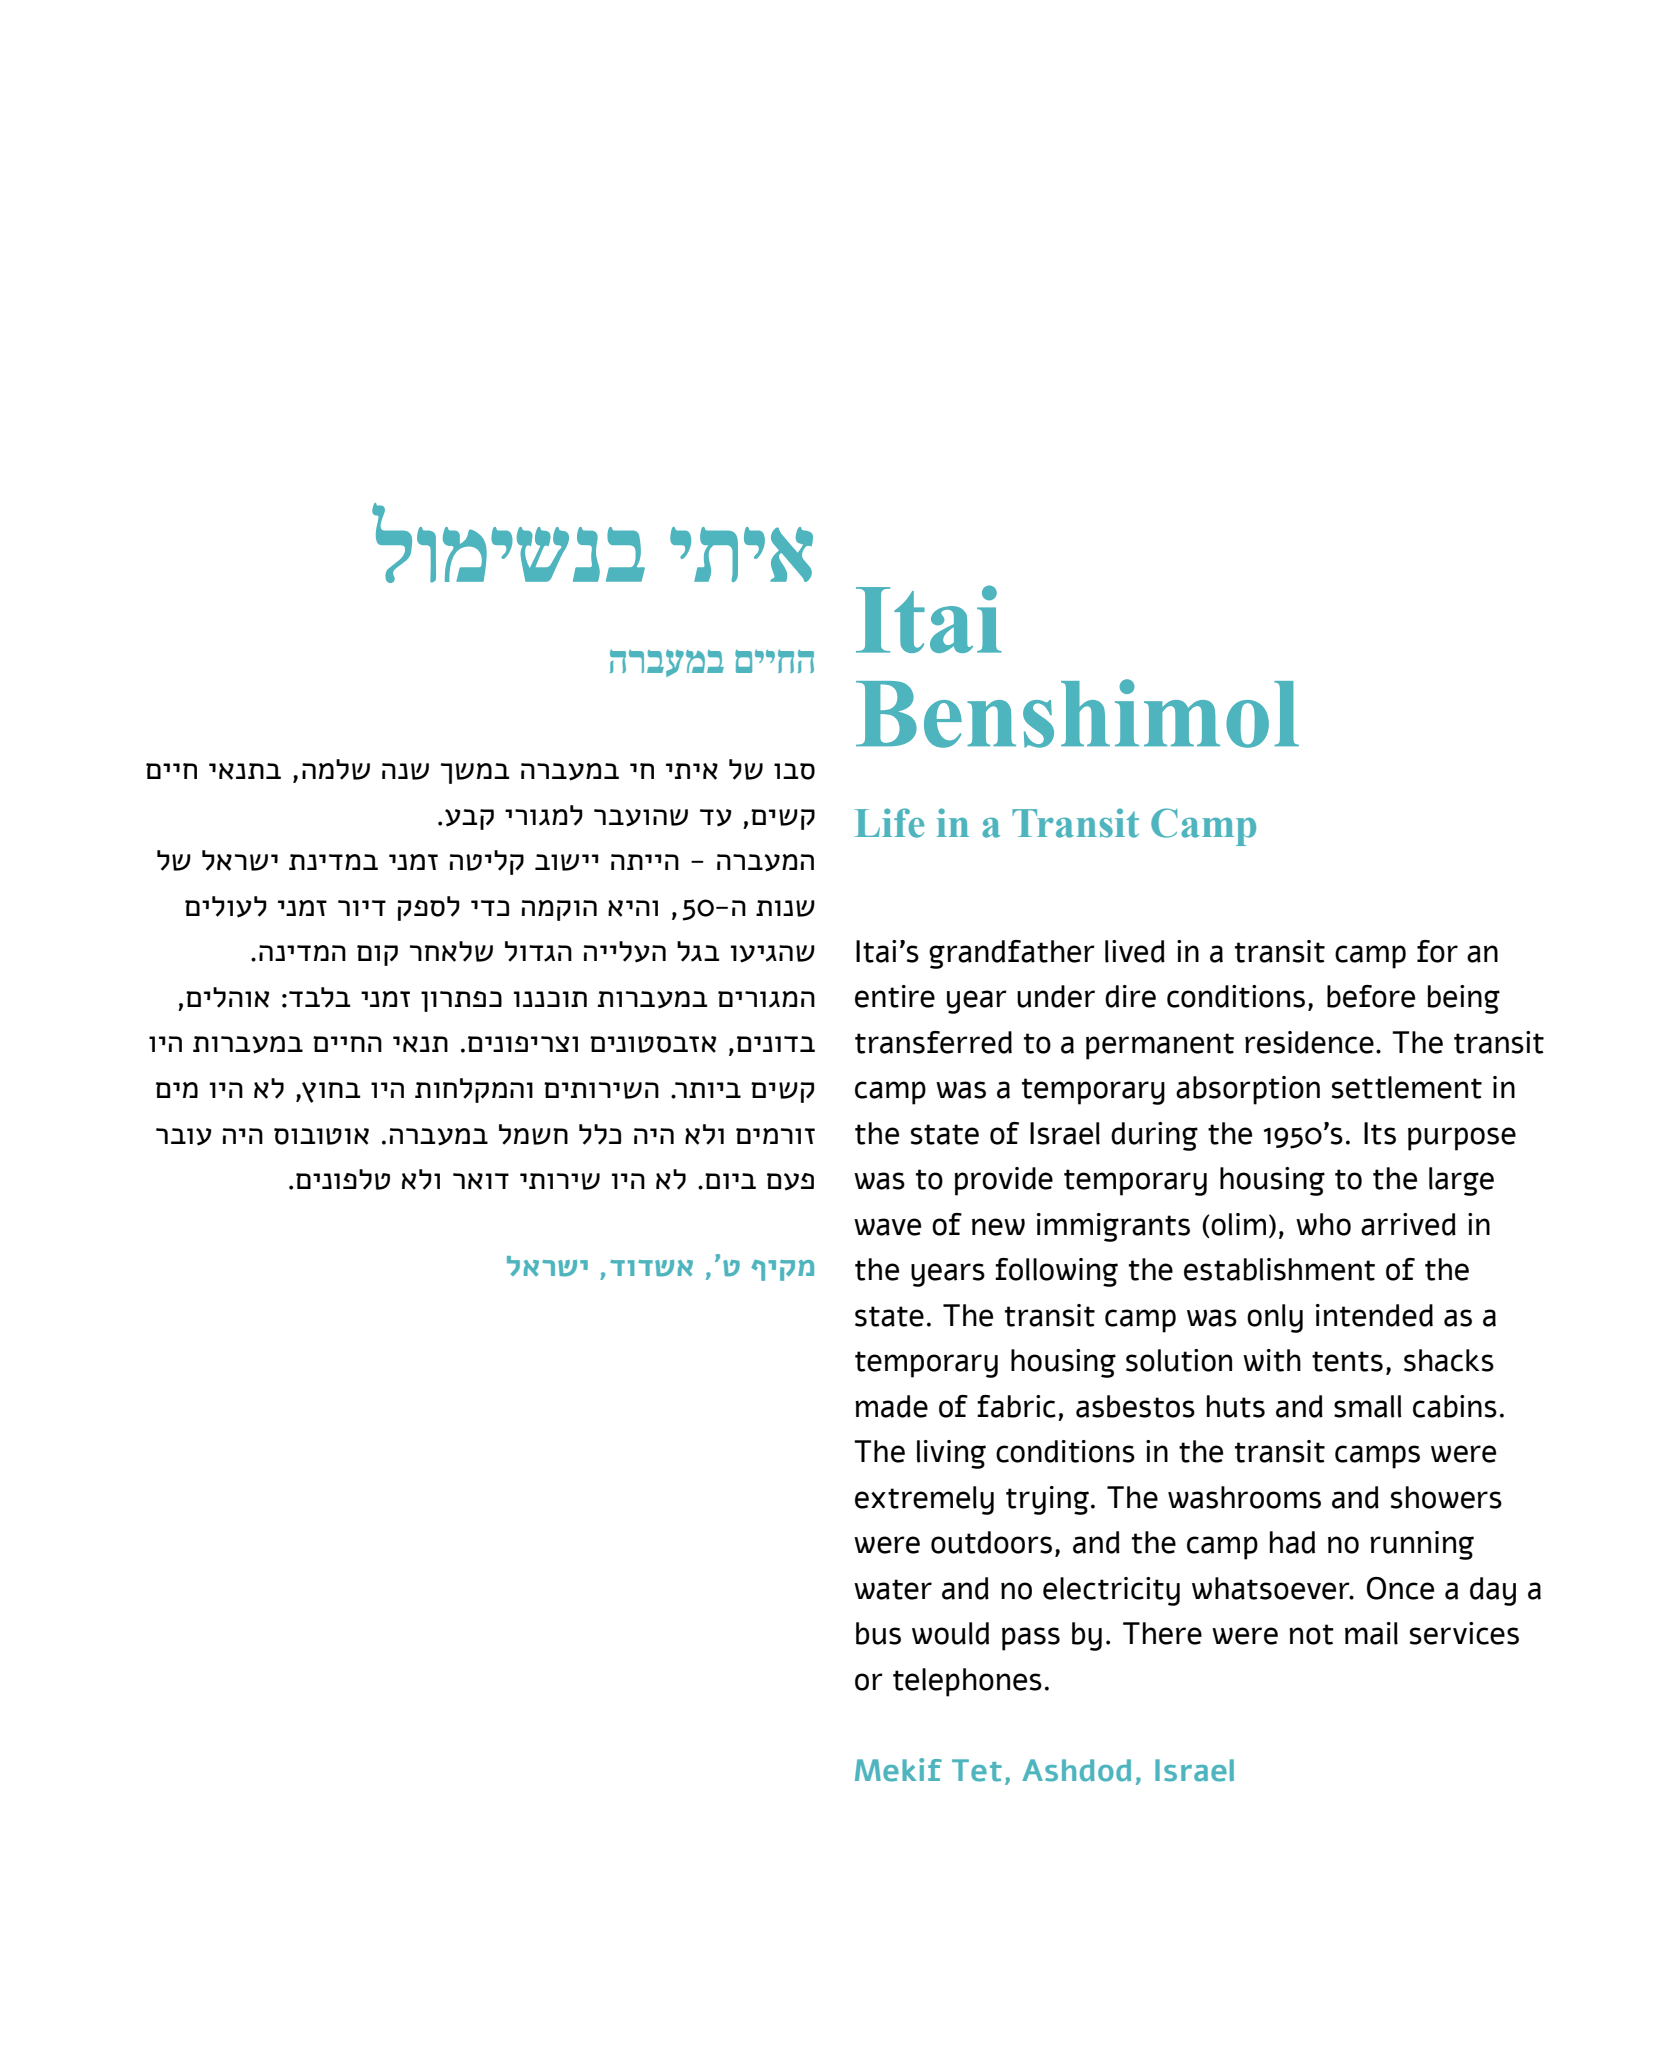 איתי בנשימול
החיים במעברה
סבו של איתי חי במעברה במשך שנה שלמה, בתנאי חיים
קשים, עד שהועבר למגורי קבע.
המעברה - הייתה יישוב קליטה זמני במדינת ישראל של
שנות ה-50, והיא הוקמה כדי לספק דיור זמני לעולים
שהגיעו בגל העלייה הגדול שלאחר קום המדינה.
המגורים במעברות תוכננו כפתרון זמני בלבד: אוהלים,
בדונים, אזבסטונים וצריפונים. תנאי החיים במעברות היו
קשים ביותר. השירותים והמקלחות היו בחוץ, לא היו מים
זורמים ולא היה כלל חשמל במעברה. אוטובוס היה עובר
פעם ביום. לא היו שירותי דואר ולא טלפונים.
מקיף ט', אשדוד, ישראל
Itai
Benshimol
Life in a Transit Camp
Itai's grandfather lived in a transit camp for an
entire year under dire conditions, before being
transferred to a permanent residence. The transit
camp was a temporary absorption settlement in
the state of Israel during the 1950's. Its purpose
was to provide temporary housing to the large
wave of new immigrants (olim), who arrived in
the years following the establishment of the
state. The transit camp was only intended as a
temporary housing solution with tents, shacks
made of fabric, asbestos huts and small cabins.
The living conditions in the transit camps were
extremely trying. The washrooms and showers
were outdoors, and the camp had no running
water and no electricity whatsoever. Once a day a
bus would pass by. There were not mail services
or telephones.
Mekif Tet, Ashdod, Israel